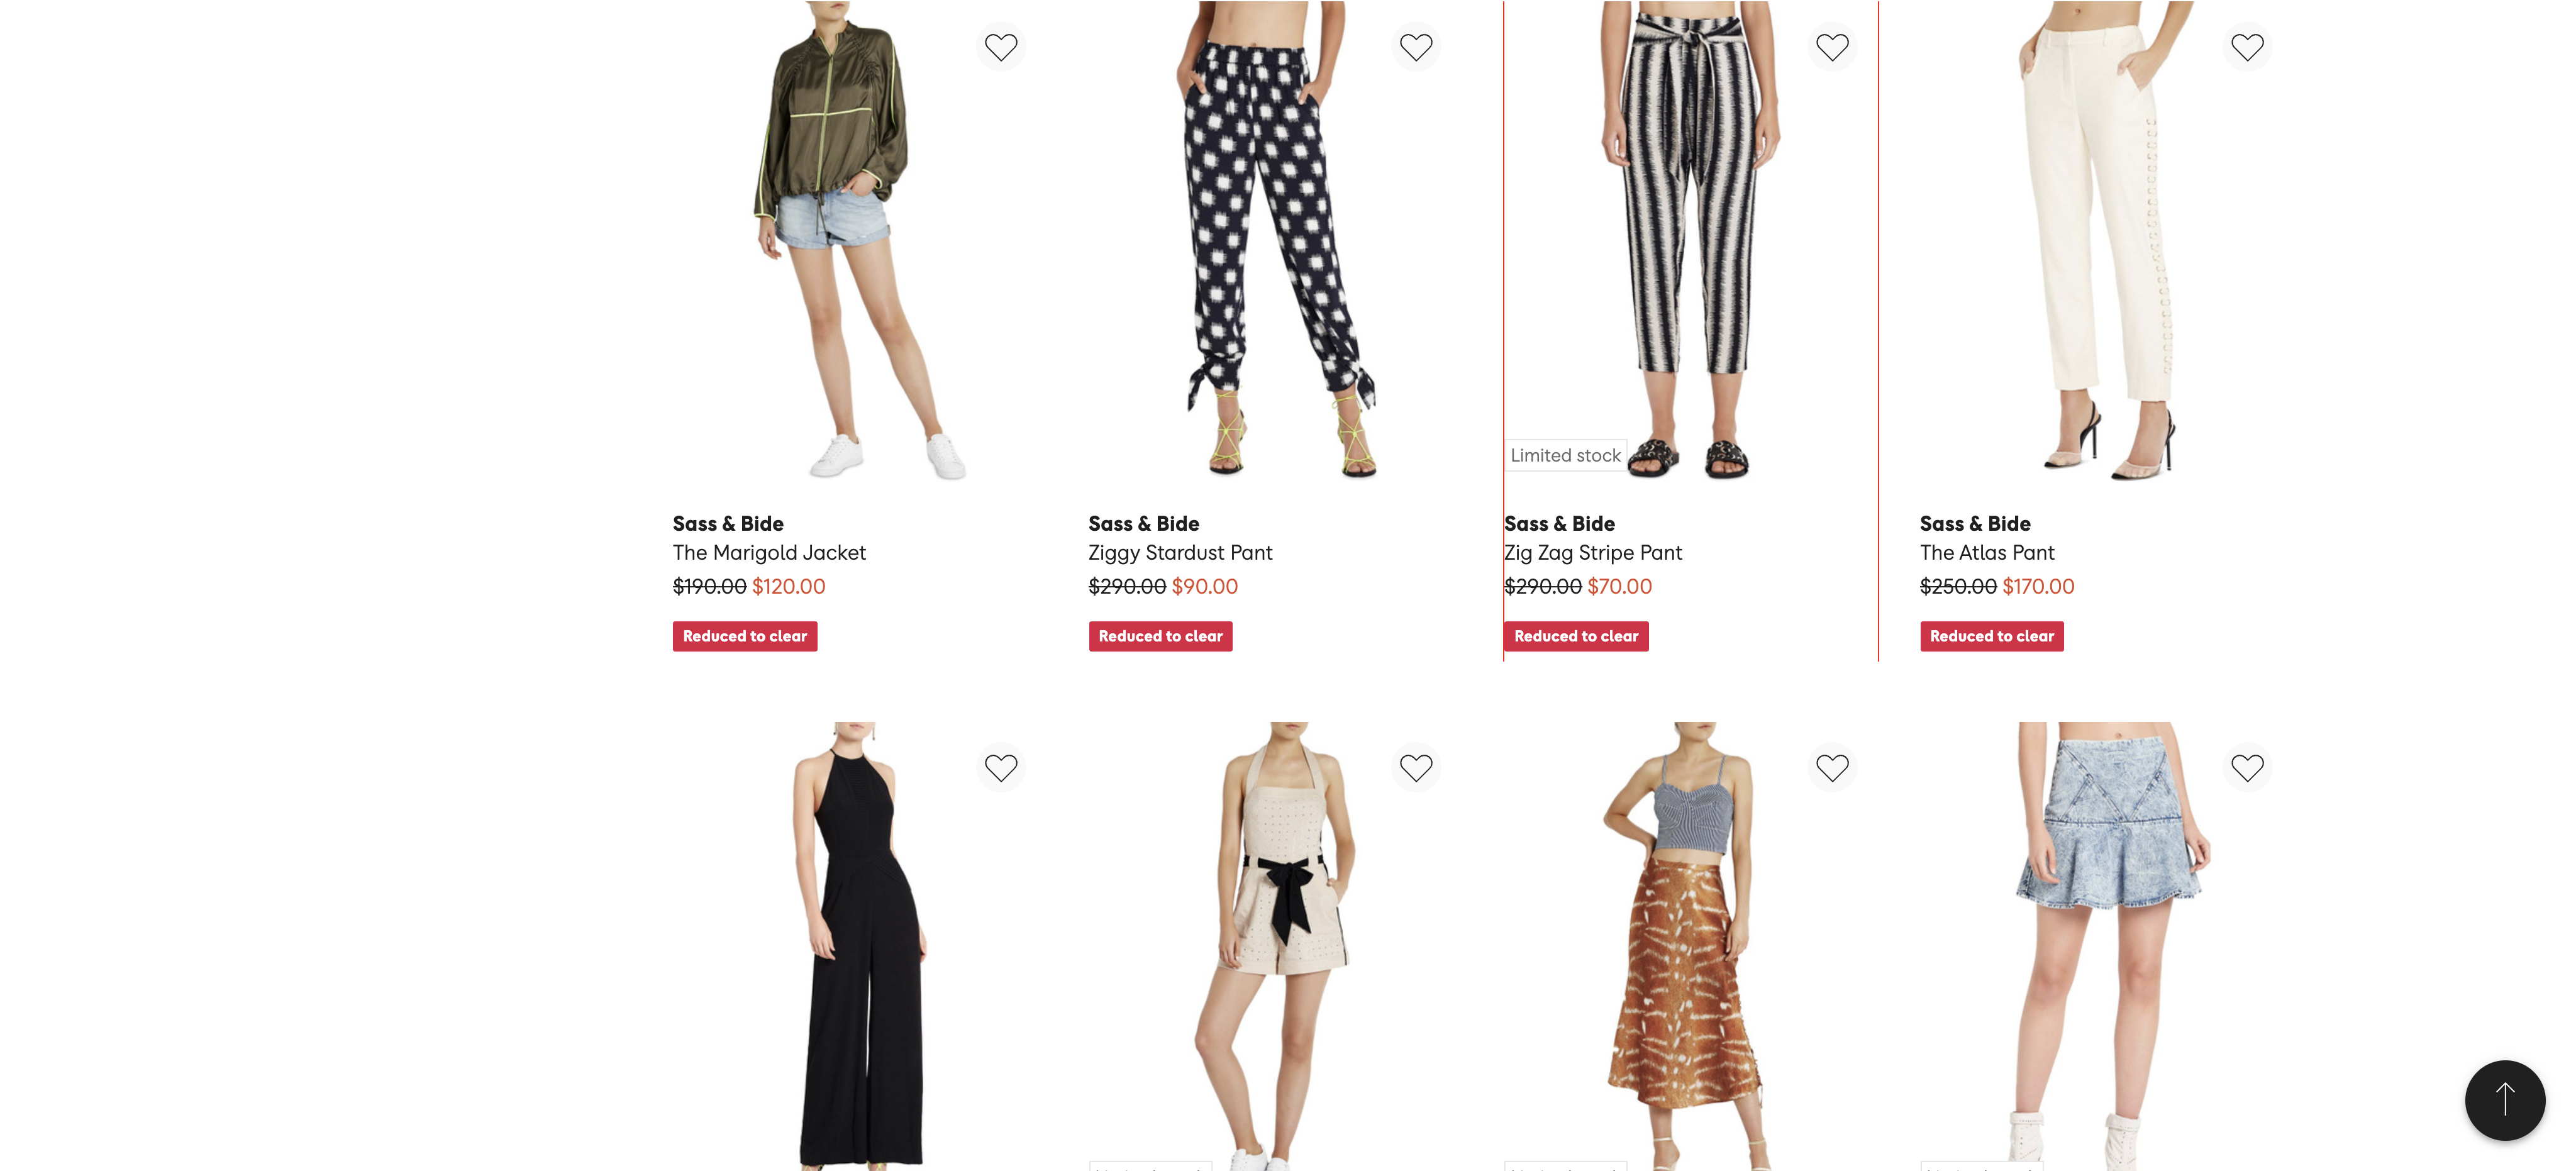 Limited stock
Sass & Bide
The Marigold Jacket
$190.00 $120.00
Reduced to clear
Sass & Bide
Ziggy Stardust Pant
$290.00 $90.00
Reduced to clear
Sass & Bide
Zig Zag Stripe Pant
$290.00 $70.00
Reduced to clear
Sass & Bide
The Atlas Pant
$250.00 $170.00
Reduced to clear